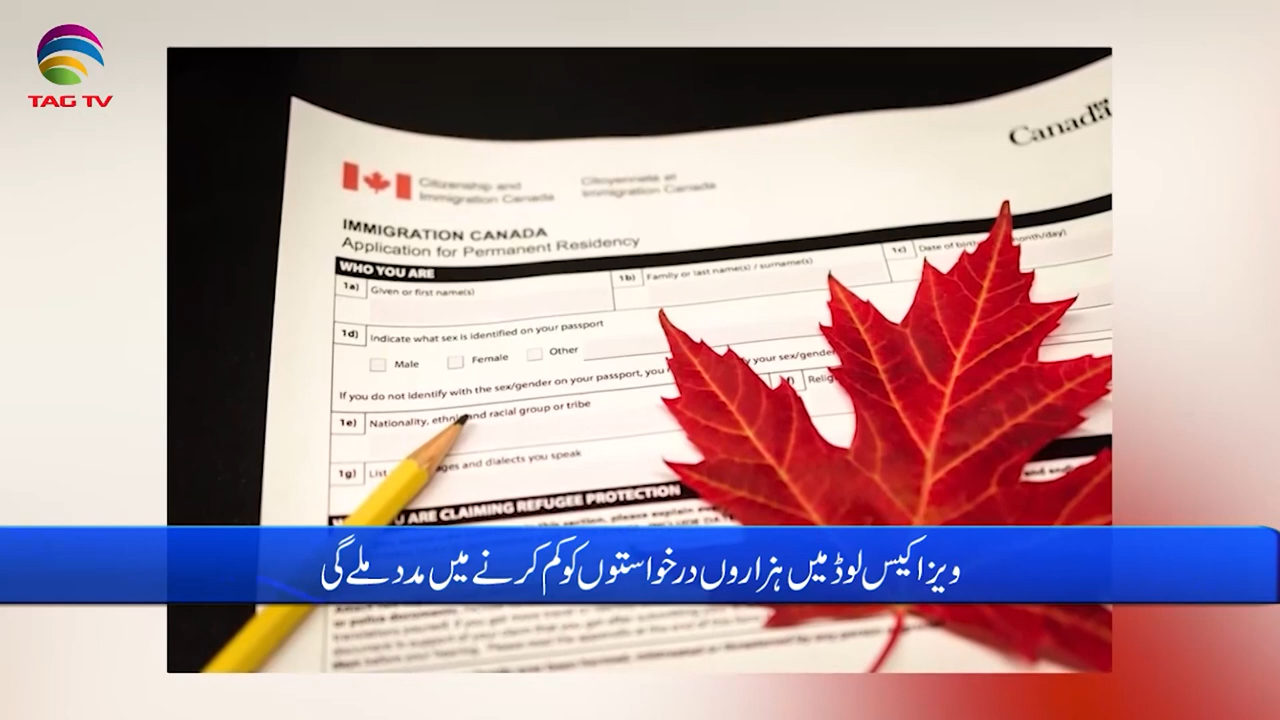 TAG TV
Canada
Citizenship and Immigration Canada
Citoyenneté et Immigration Canada
IMMIGRATION CANADA
Application for Permanent Residency
WHO YOU ARE
1a) Given or first name(s)
1b) Family or last name(s) / surname(s)
1c) Date of birth month/day)
1d) Indicate what sex is identified on your passport
Male Female Other
If you do not identify with the sex/gender on your passport, you
y your sex/gender
1e) Nationality, ethnic and racial group or tribe
1g) List ages and dialects you speak
ARE CLAIMING REFUGEE PROTECTION
ویزا کیس لوڈ میں ہزاروں درخواستوں کو کم کرنے میں مدد ملے گی